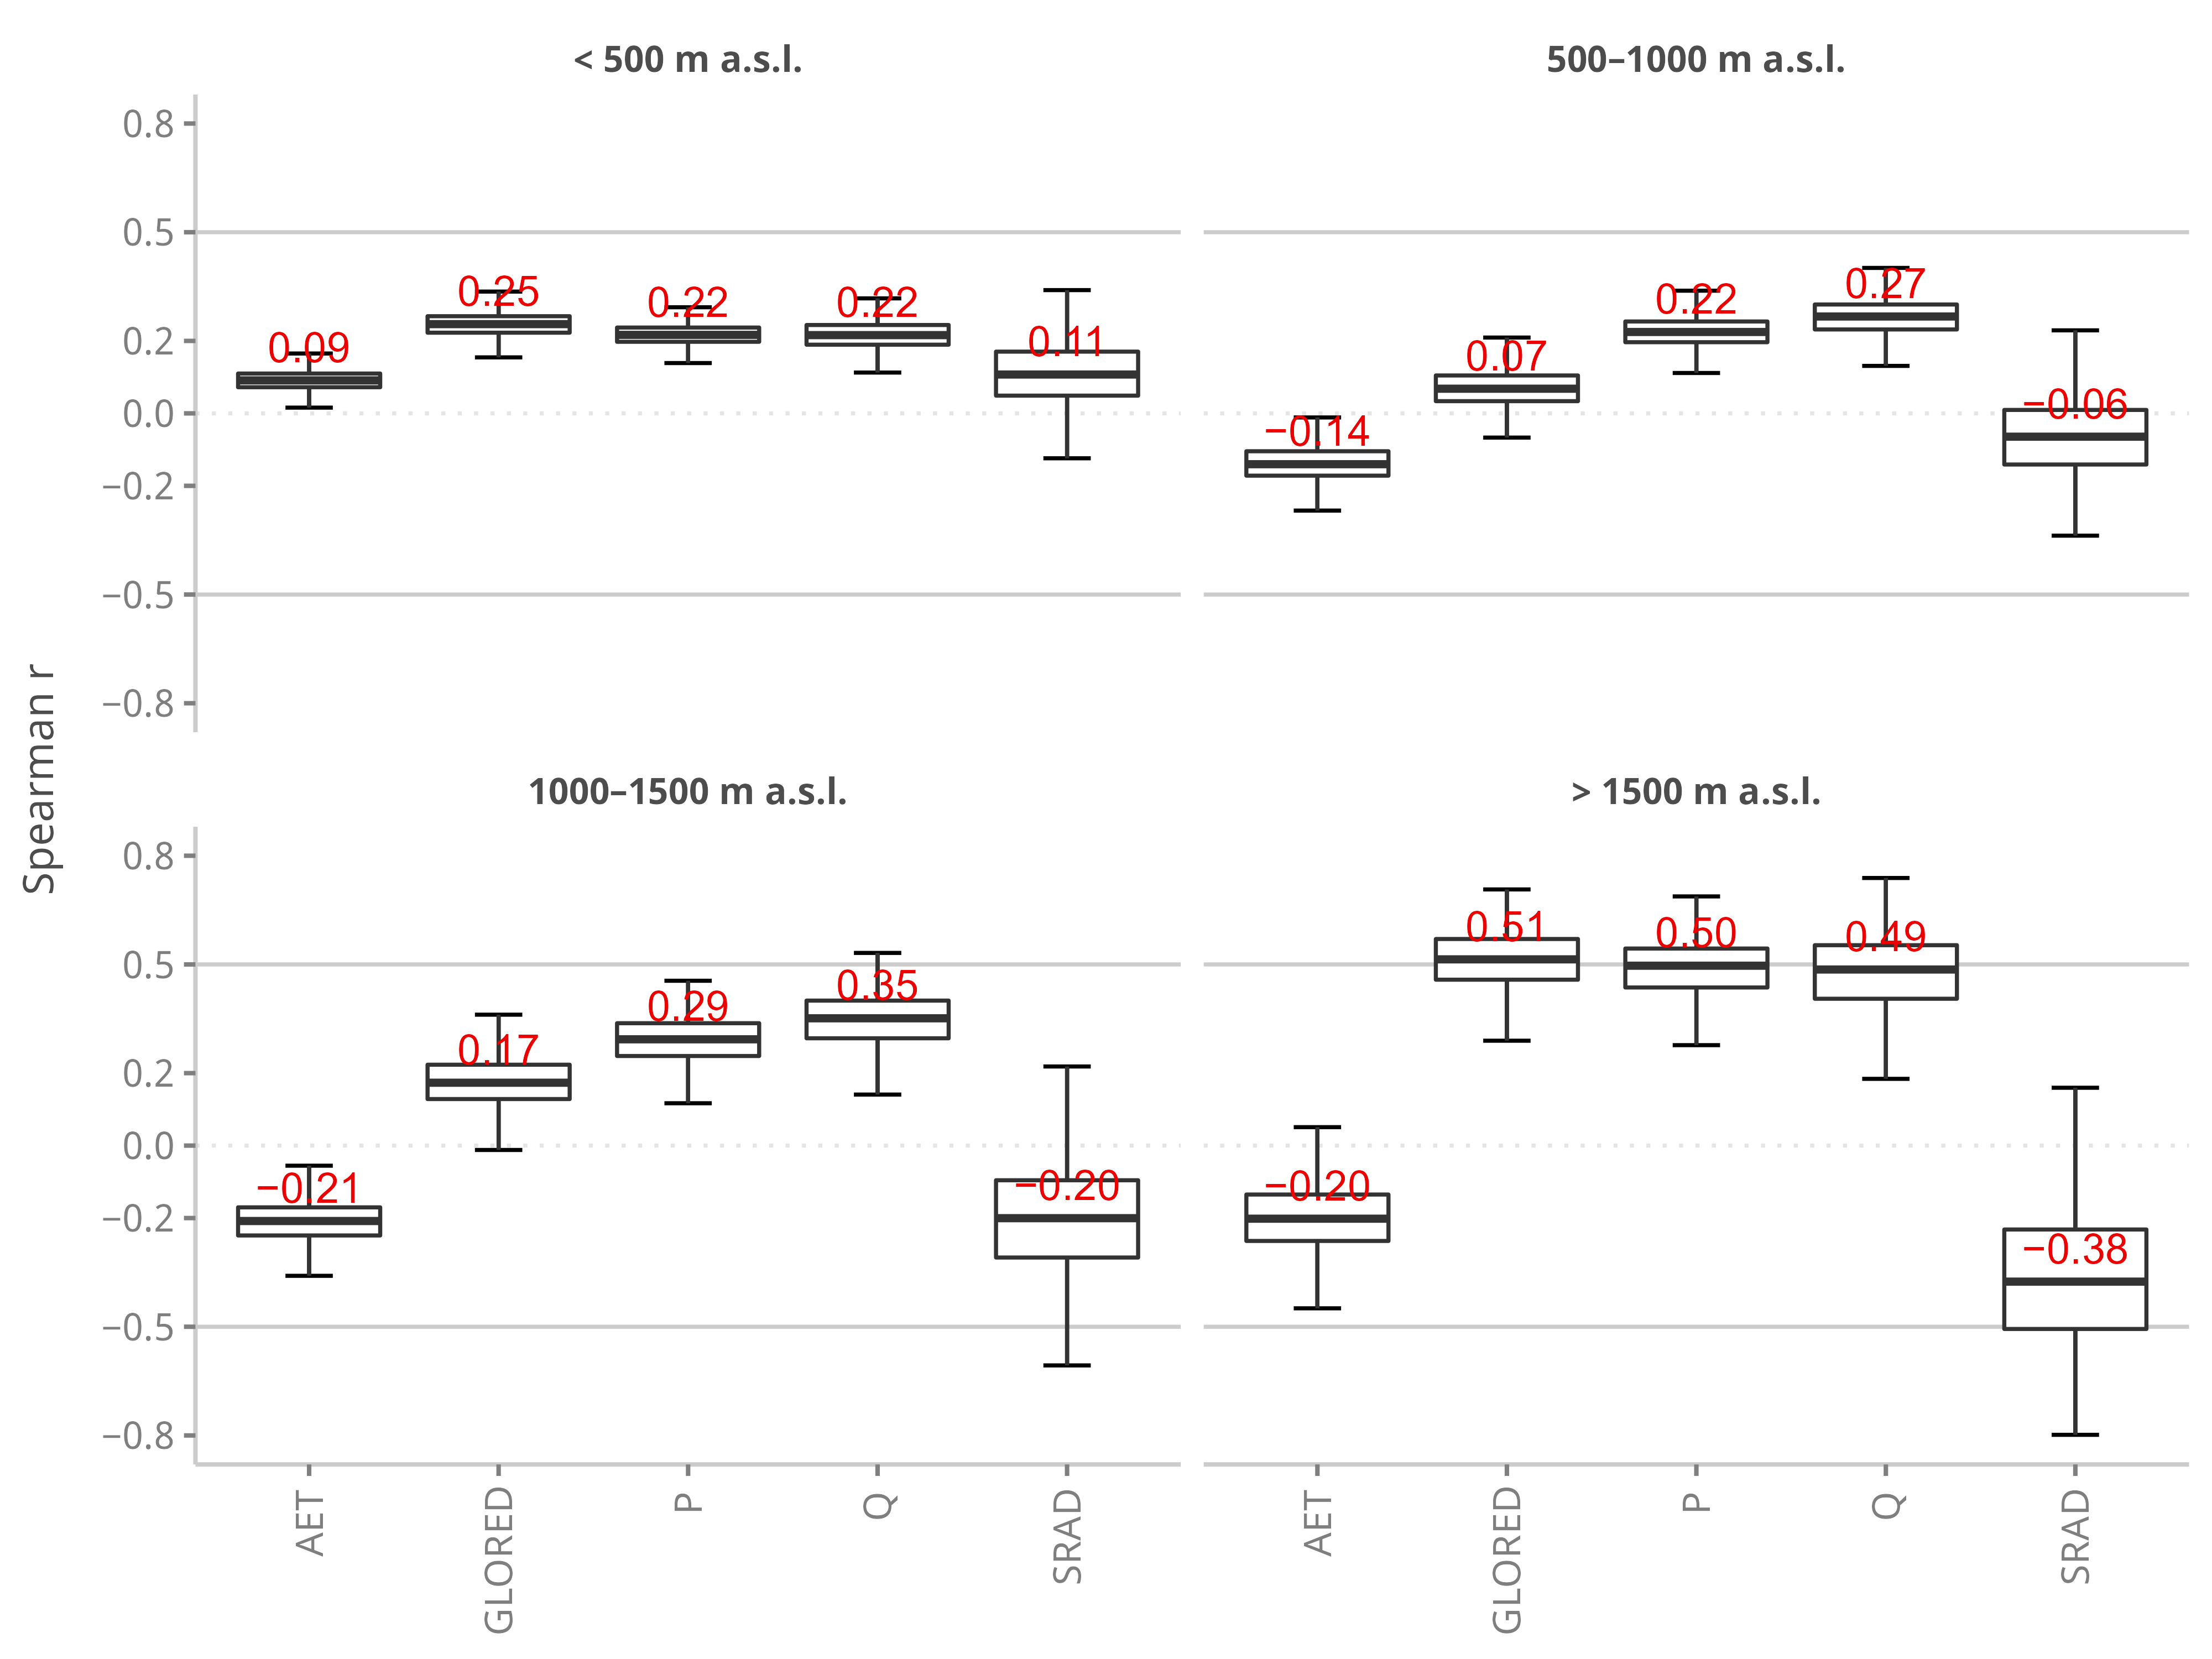 < 500 m a.s.l.
500–1000 m a.s.l.
0.8
0.5
0.2
0.0
−0.2
−0.5
−0.8
0.09
0.25
0.22
0.22
0.11
−0.14
0.07
0.22
0.27
−0.06
Spearman r
1000–1500 m a.s.l.
> 1500 m a.s.l.
0.8
0.5
0.2
0.0
−0.2
−0.5
−0.8
−0.21
0.17
0.29
0.35
−0.20
−0.20
0.51
0.50
0.49
−0.38
AET
GLORED
P
Q
SRAD
AET
GLORED
P
Q
SRAD